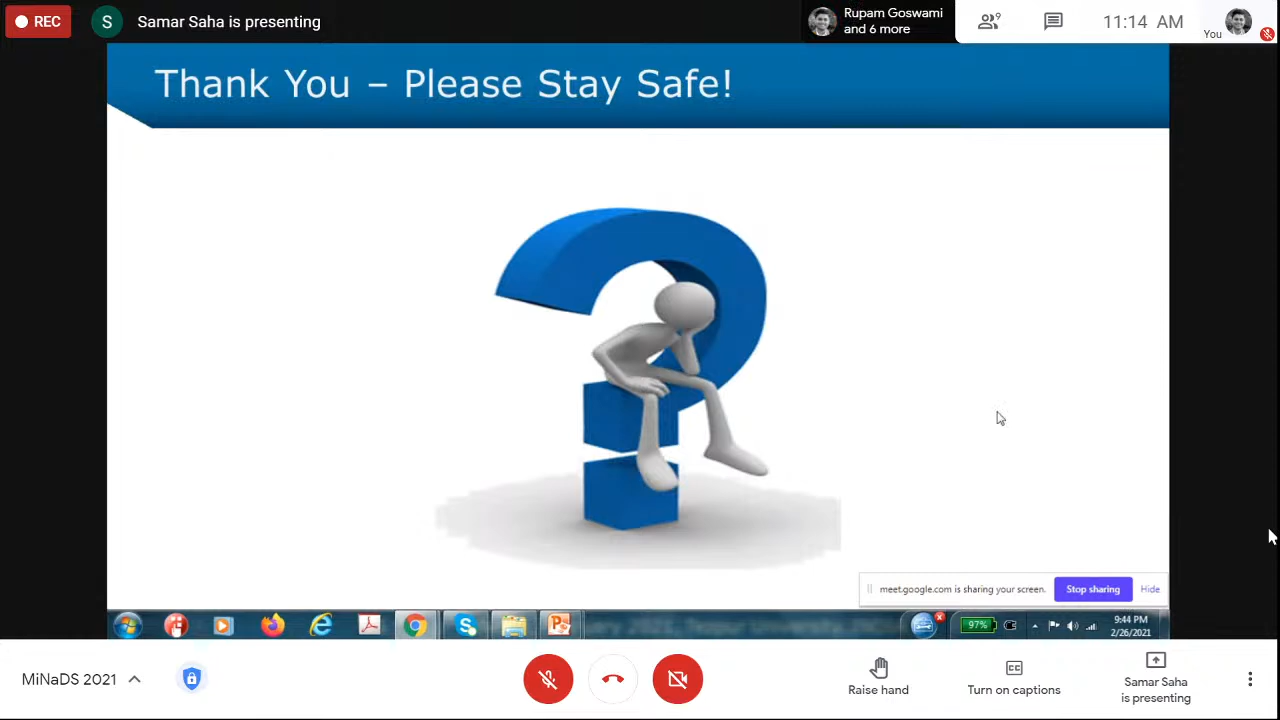 REC
S
Samar Saha is presenting
Rupam Goswami
and 6 more
9
11:14 AM
You
Thank You – Please Stay Safe!
meet.google.com is sharing your screen.
Stop sharing
Hide
97%
9:44 PM
2/26/2021
MiNaDS 2021
Raise hand
Turn on captions
Samar Saha
is presenting